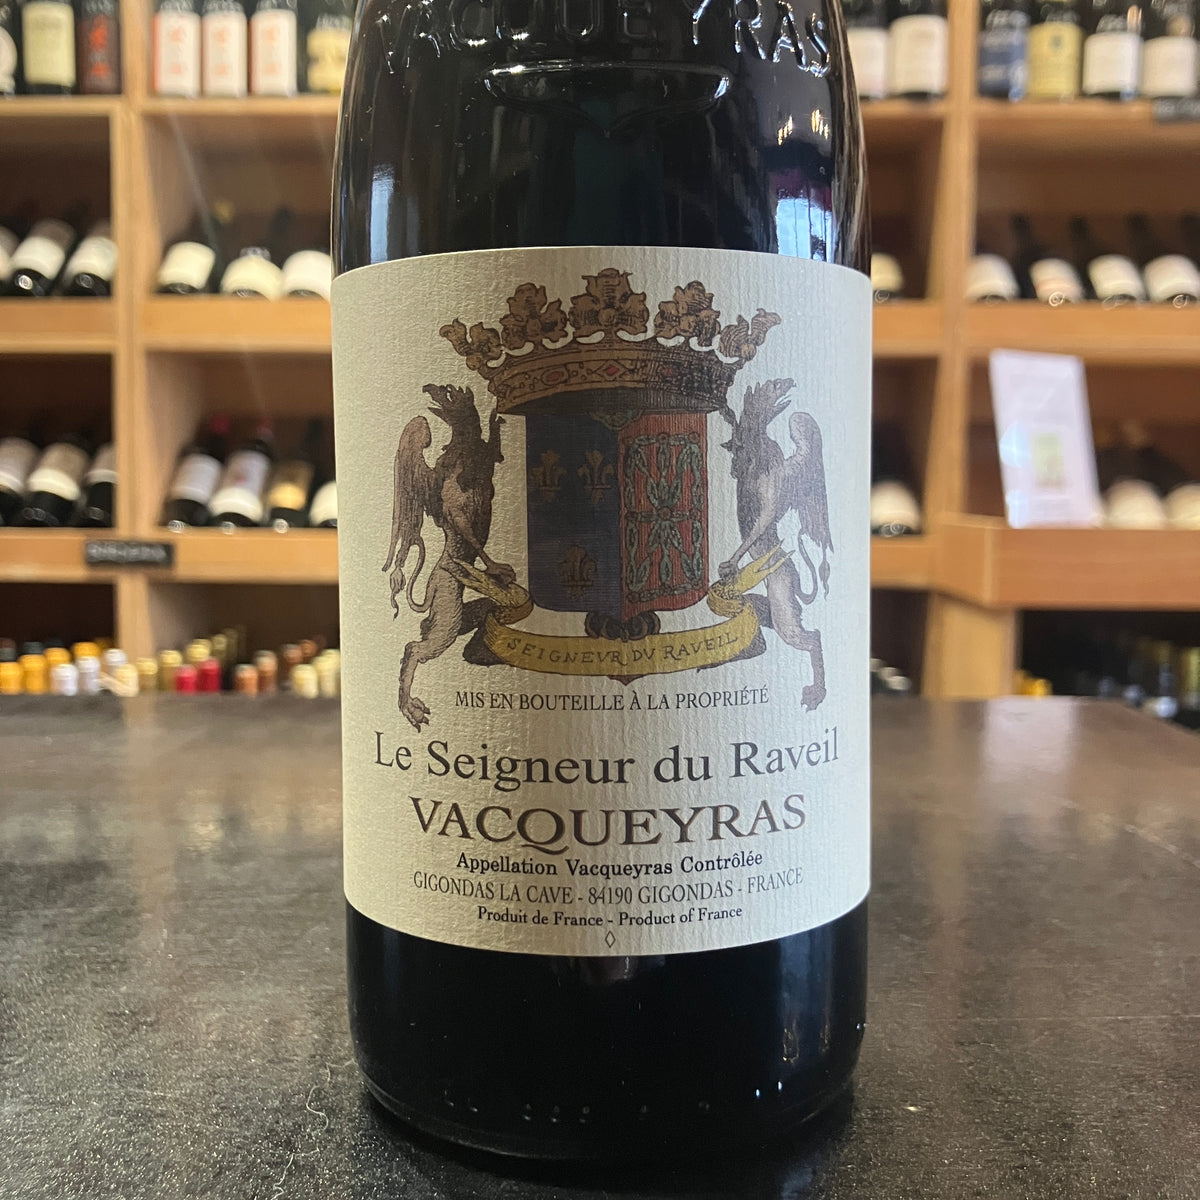 VACQUEYRAS
SEIGNEUR DU RAVEIL
MIS EN BOUTEILLE À LA PROPRIÉTÉ
Le Seigneur du Raveil
VACQUEYRAS
Appellation Vacqueyras Contrôlée
GIGONDAS LA CAVE - 84190 GIGONDAS - FRANCE
Produit de France - Product of France